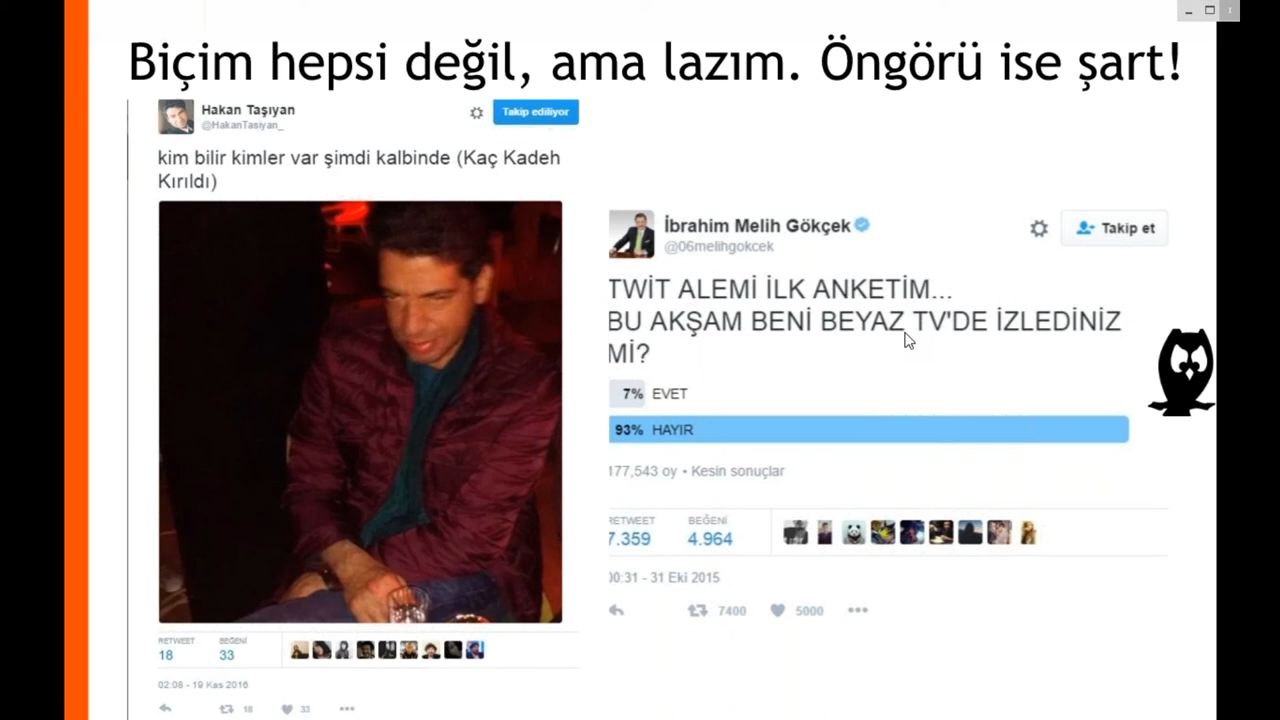 Biçim hepsi değil, ama lazım. Öngörü ise şart!
Hakan Taşıyan
@HakanTasiyan_
Takip ediliyor
kim bilir kimler var şimdi kalbinde (Kaç Kadeh
Kırıldı)
RETWEET
BEĞENİ
18
33
02:08 - 19 Kas 2016
18
33
İbrahim Melih Gökçek
@06melihgokcek
Takip et
TWİT ALEMİ İLK ANKETİM...
BU AKŞAM BENİ BEYAZ TV'DE İZLEDİNİZ
Mİ?
7% EVET
93% HAYIR
177,543 oy • Kesin sonuçlar
RETWEET
BEĞENİ
7.359
4.964
00:31 - 31 Eki 2015
7400
5000